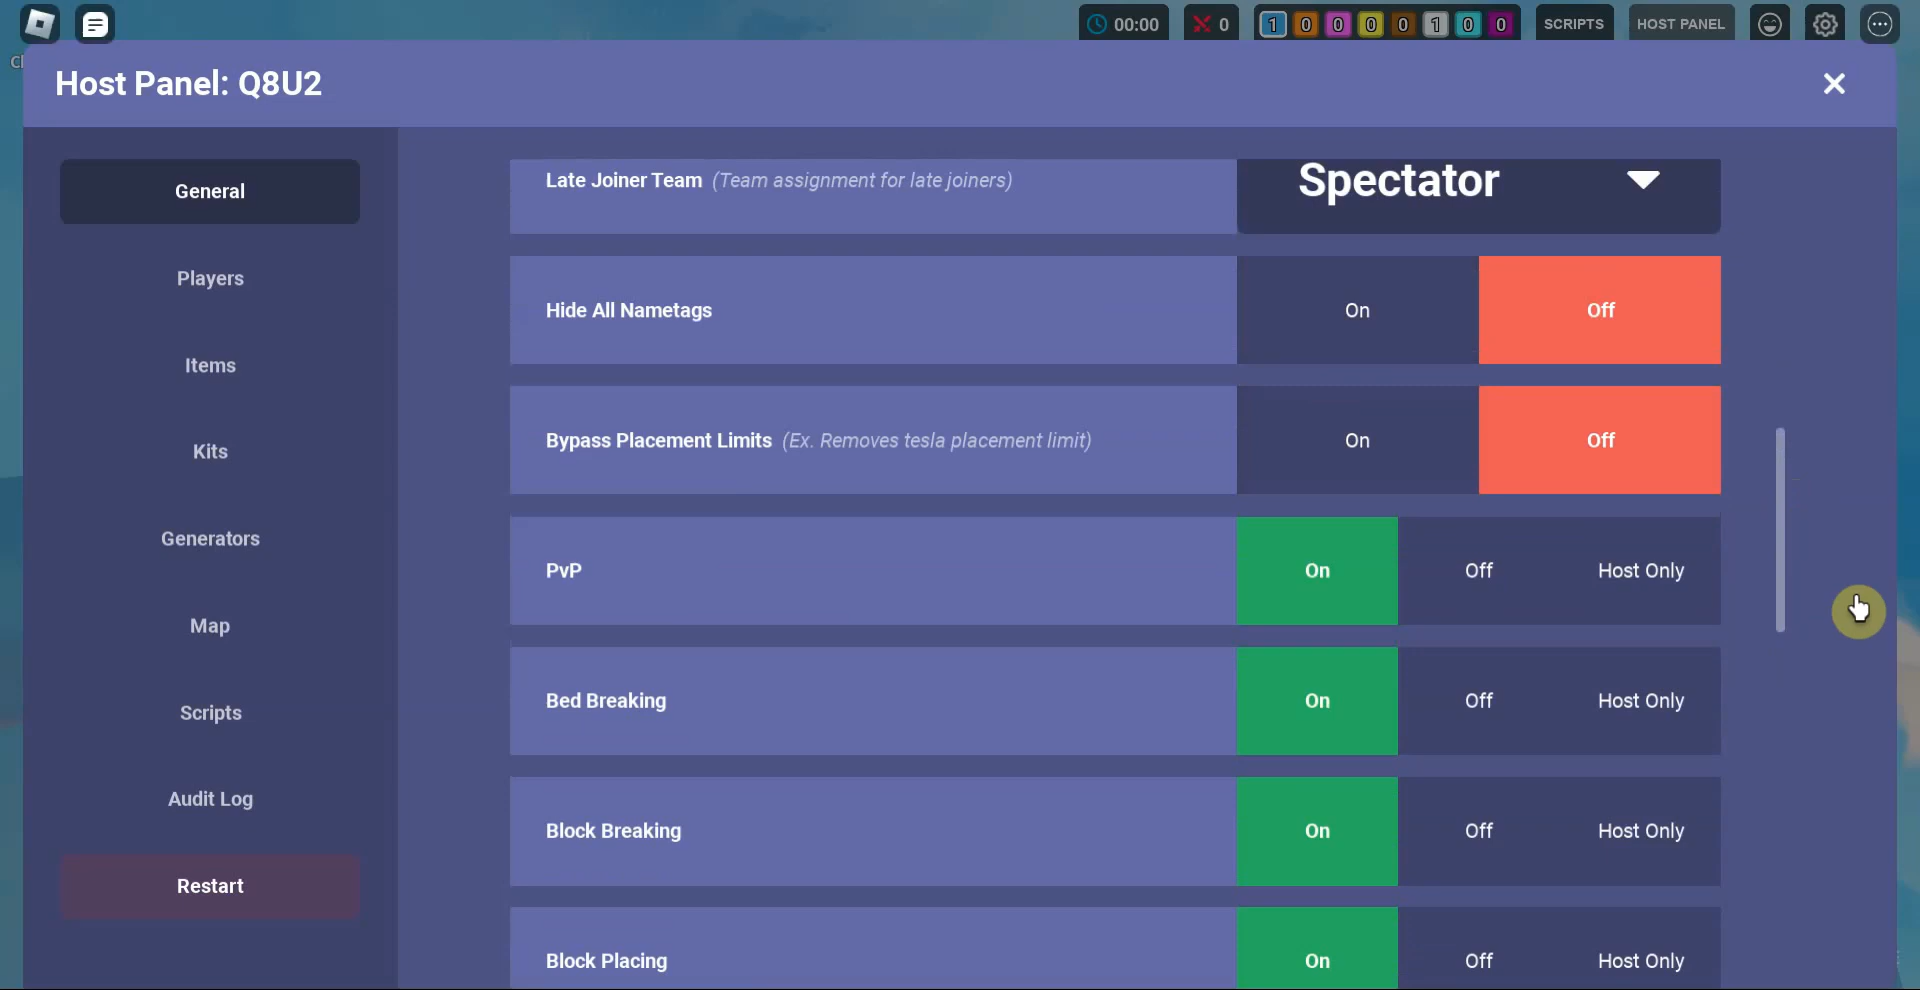 00:00
0
1 0 0 0 0 1 0 0
SCRIPTS
HOST PANEL
Host Panel: Q8U2
General
Players
Items
Kits
Generators
Map
Scripts
Audit Log
Restart
Late Joiner Team (Team assignment for late joiners)
Spectator
Hide All Nametags
On
Off
Bypass Placement Limits (Ex. Removes tesla placement limit)
On
Off
PvP
On
Off
Host Only
Bed Breaking
On
Off
Host Only
Block Breaking
On
Off
Host Only
Block Placing
On
Off
Host Only